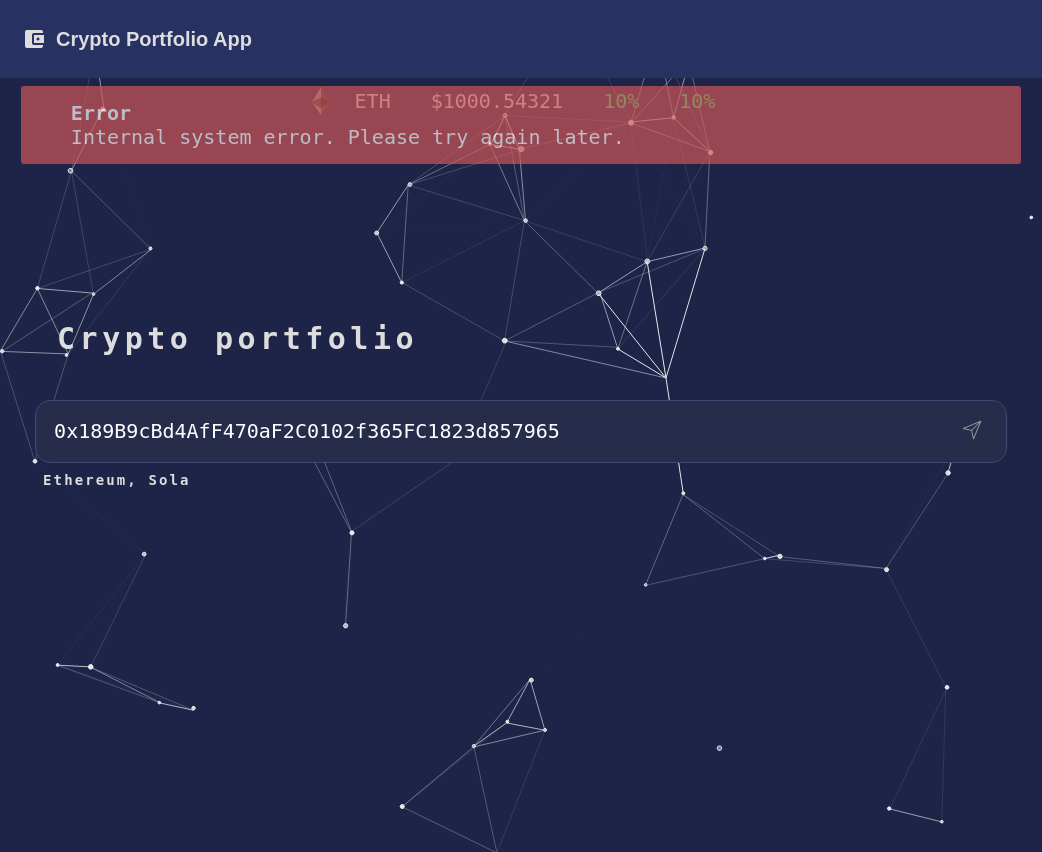 Crypto Portfolio App
ETH $1000.54321 10% 10%
Error
Internal system error. Please try again later.
Crypto portfolio
0x189B9cBd4AfF470aF2C0102f365FC1823d857965
Ethereum, Sola